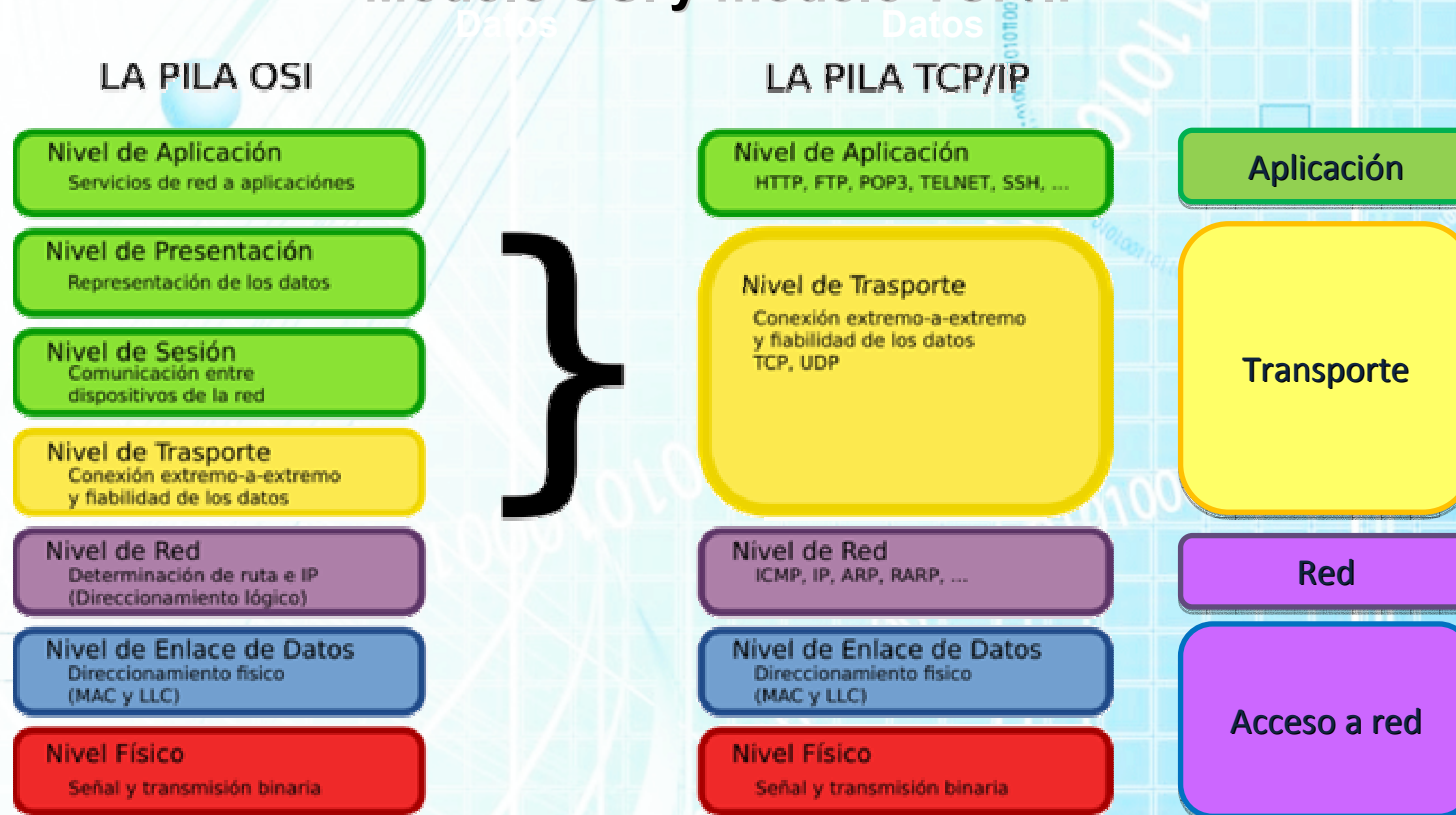 Datos Datos
LA PILA OSI
Nivel de Aplicación
Servicios de red a aplicaciónes
Nivel de Presentación
Representación de los datos
Nivel de Sesión
Comunicación entre
dispositivos de la red
Nivel de Trasporte
Conexión extremo-a-extremo
y fiabilidad de los datos
Nivel de Red
Determinación de ruta e IP
(Direccionamiento lógico)
Nivel de Enlace de Datos
Direccionamiento fisico
(MAC y LLC)
Nivel Físico
Señal y transmisión binaria
}
LA PILA TCP/IP
Nivel de Aplicación
HTTP, FTP, POP3, TELNET, SSH, ...
Nivel de Trasporte
Conexión extremo-a-extremo
y fiabilidad de los datos
TCP, UDP
Nivel de Red
ICMP, IP, ARP, RARP, ...
Nivel de Enlace de Datos
Direccionamiento fisico
(MAC y LLC)
Nivel Físico
Señal y transmisión binaria
Aplicación
Transporte
Red
Acceso a red